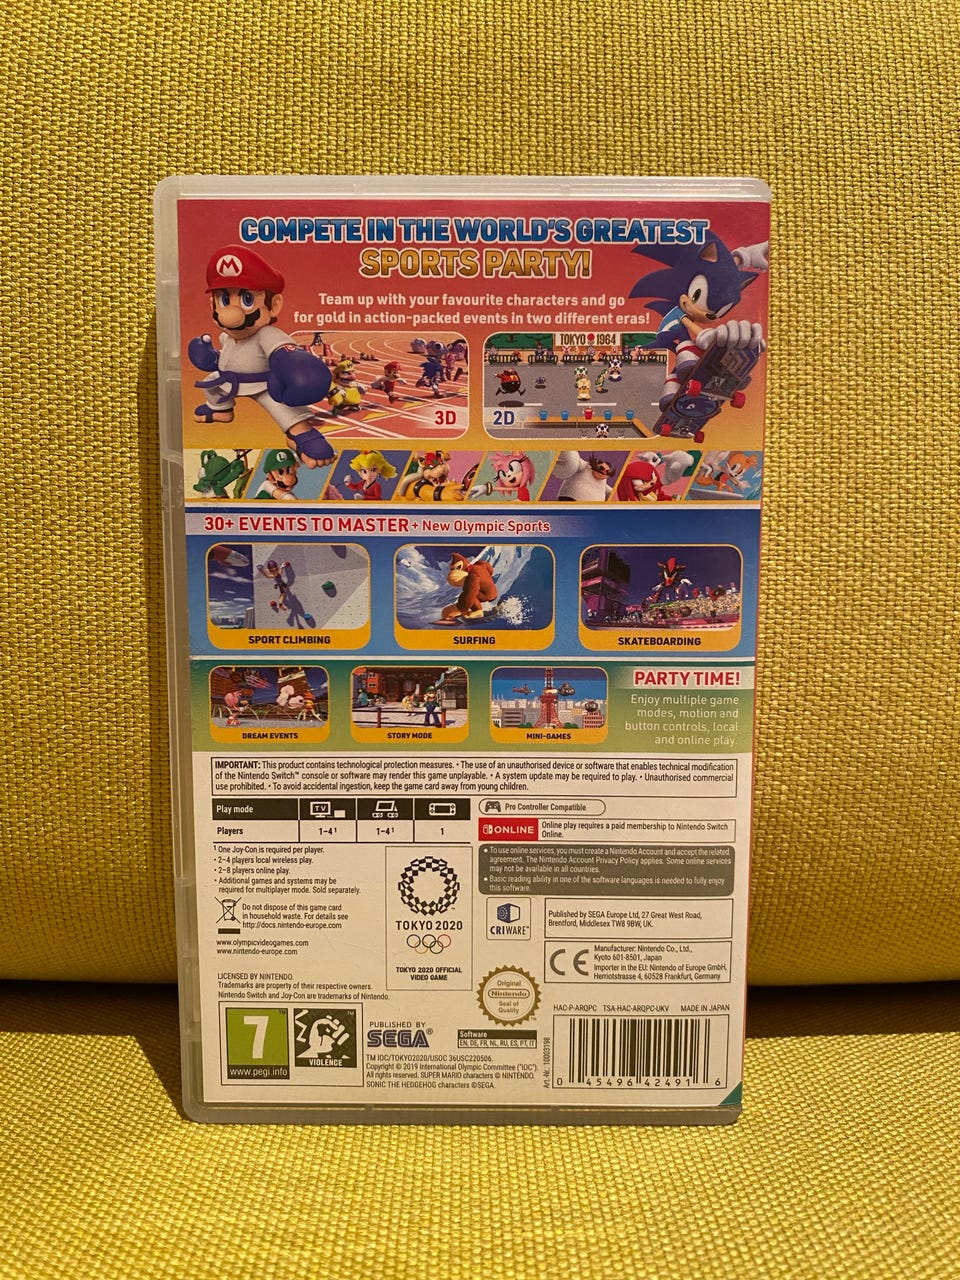 COMPETE IN THE WORLD'S GREATEST
SPORTS PARTY!
Team up with your favourite characters and go
for gold in action-packed events in two different eras!
TOKYO 1964
3D
2D
30+ EVENTS TO MASTER + New Olympic Sports
SPORT CLIMBING
SURFING
SKATEBOARDING
DREAM EVENTS
STORY MODE
MINI-GAMES
PARTY TIME!
Enjoy multiple game
modes, motion and
button controls, local
and online play.
IMPORTANT: This product contains technological protection measures. • The use of an unauthorised device or software that enables technical modification
of the Nintendo Switch™ console or software may render this game unplayable. • A system update may be required to play. • Unauthorised commercial
use prohibited. • To avoid accidental ingestion, keep the game card away from young children.
Play mode
TV
Players
1-4¹
1-4¹
1
Pro Controller Compatible
ONLINE
Online play requires a paid membership to Nintendo Switch
Online.
¹ One Joy-Con is required per player.
• 2-4 players local wireless play.
• 2-8 players online play.
• Additional games and systems may be
required for multiplayer mode. Sold separately.
• To use online services, you must create a Nintendo Account and accept the related
agreement. The Nintendo Account Privacy Policy applies. Some online services
may not be available in all countries.
• Basic reading ability in one of the software languages is needed to fully enjoy
this software.
Do not dispose of this game card
in household waste. For details see
http://docs.nintendo-europe.com
www.olympicvideogames.com
www.nintendo-europe.com
TOKYO 2020
TOKYO 2020 OFFICIAL
VIDEO GAME
CRIWARE™
Published by SEGA Europe Ltd, 27 Great West Road,
Brentford, Middlesex TW8 9BW, UK.
CE
Manufacturer: Nintendo Co., Ltd.,
Kyoto 601-8501, Japan
Importer in the EU: Nintendo of Europe GmbH,
Herriotstrasse 4, 60528 Frankfurt, Germany
LICENSED BY NINTENDO.
Trademarks are property of their respective owners.
Nintendo Switch and Joy-Con are trademarks of Nintendo.
Original
Nintendo
Seal of
Quality
HAC-P-ARQPC TSA-HAC-ARQPC-UKV MADE IN JAPAN
7
www.pegi.info
VIOLENCE
PUBLISHED BY
SEGA®
Software
EN, DE, FR, NL, RU, ES, PT, IT
TM IOC/TOKYO2020/USOC 36USC220506.
Copyright © 2019 International Olympic Committee ("IOC").
All rights reserved. SUPER MARIO characters © NINTENDO.
SONIC THE HEDGEHOG characters ©SEGA.
Art.-Nr.: 10003198
0 45496 42491 6